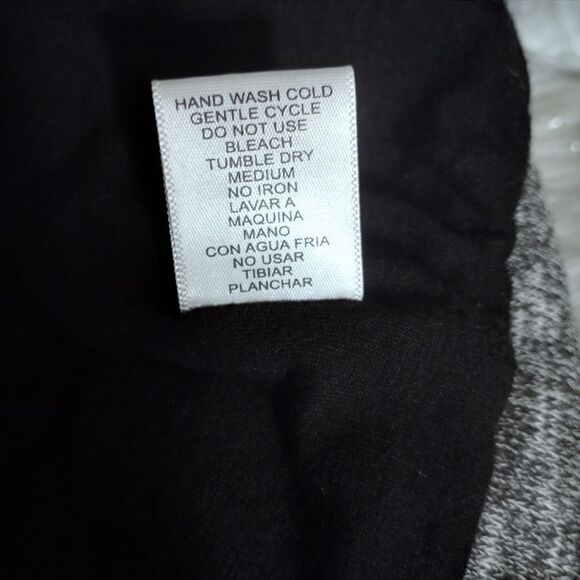 HAND WASH COLD
GENTLE CYCLE
DO NOT USE
BLEACH
TUMBLE DRY
MEDIUM
NO IRON
LAVAR A
MAQUINA
MANO
CON AGUA FRIA
NO USAR
TIBIAR
PLANCHAR